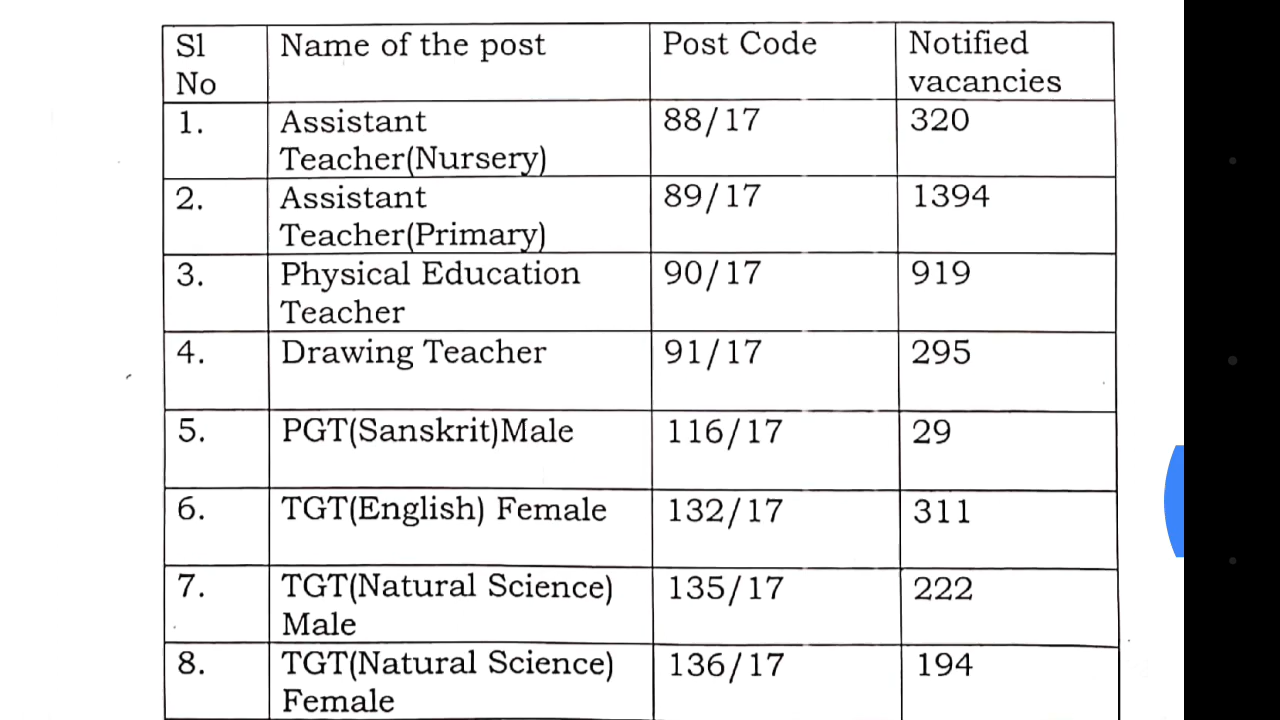 Sl No Name of the post Post Code Notified vacancies
1. Assistant Teacher(Nursery) 88/17 320
2. Assistant Teacher(Primary) 89/17 1394
3. Physical Education Teacher 90/17 919
4. Drawing Teacher 91/17 295
5. PGT(Sanskrit)Male 116/17 29
6. TGT(English) Female 132/17 311
7. TGT(Natural Science) Male 135/17 222
8. TGT(Natural Science) Female 136/17 194